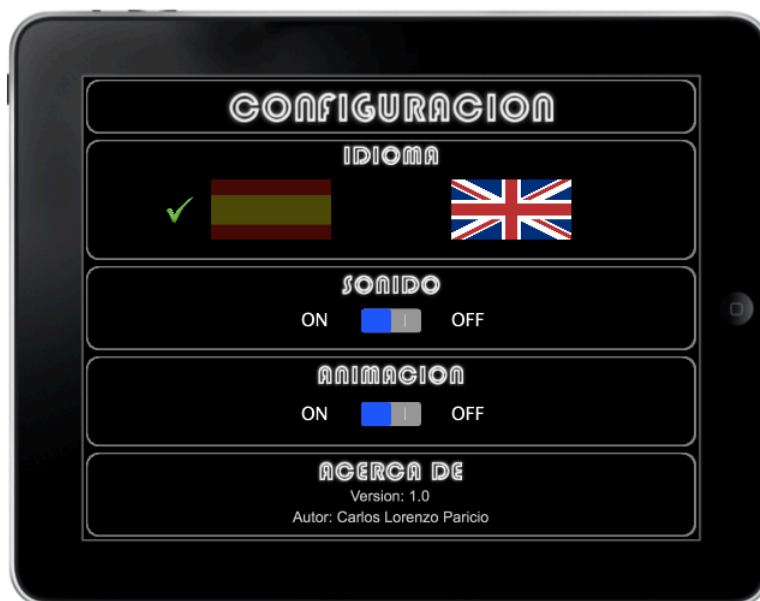 CONFIGURACION
IDIOMA
SONIDO
ON OFF
ANIMACION
ON OFF
ACERCA DE
Version: 1.0
Autor: Carlos Lorenzo Paricio